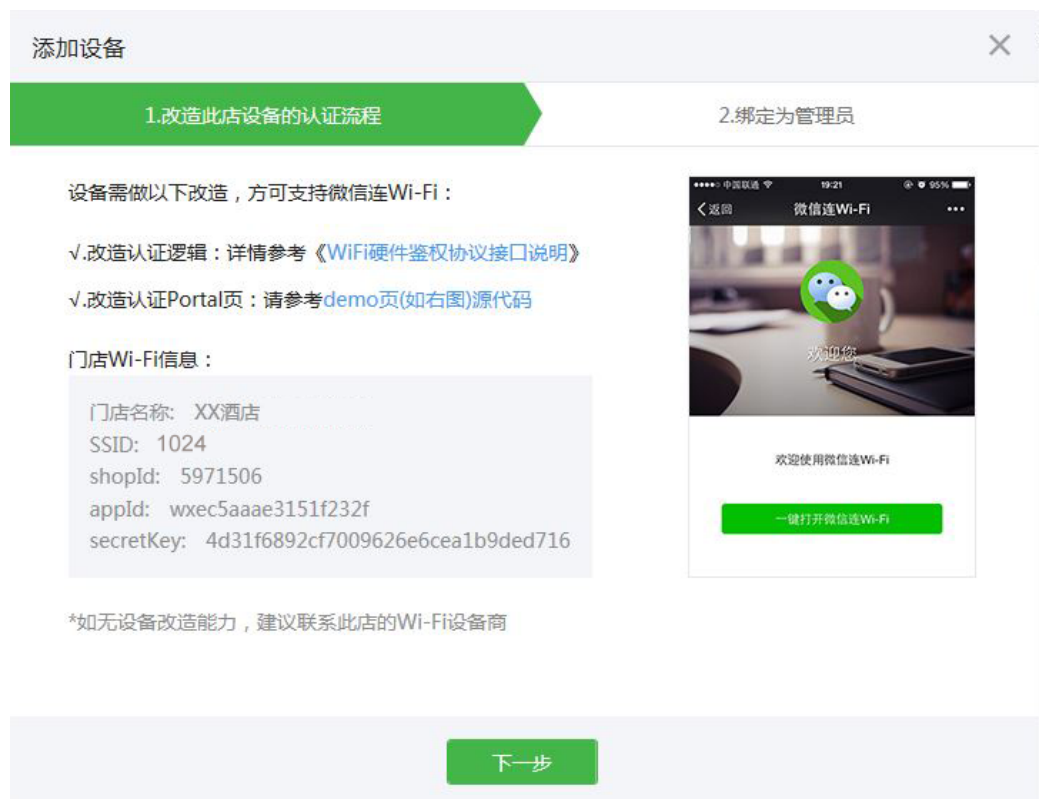 添加设备
1.改造此店设备的认证流程
2.绑定为管理员
设备需做以下改造，方可支持微信连Wi-Fi：
√.改造认证逻辑：详情参考《WiFi硬件鉴权协议接口说明》
√.改造认证Portal页：请参考demo页(如右图)源代码
门店Wi-Fi信息：
门店名称: XX酒店
SSID: 1024
shopId: 5971506
appId: wxec5aaae3151f232f
secretKey: 4d31f6892cf7009626e6cea1b9ded716
*如无设备改造能力，建议联系此店的Wi-Fi设备商
中国联通 19:21 95%
返回 微信连Wi-Fi
欢迎您
欢迎使用微信连Wi-Fi
一键打开微信连Wi-Fi
下一步